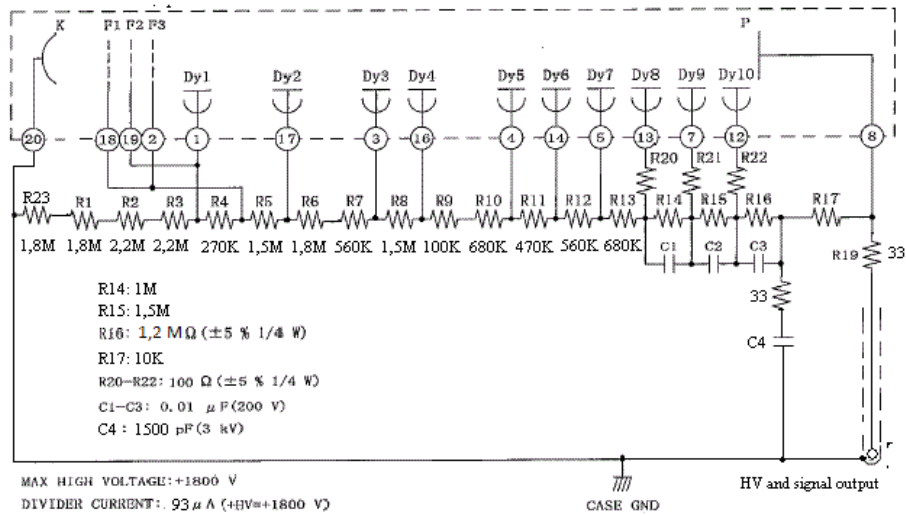 K F1 F2 F3 P
Dy1 Dy2 Dy3 Dy4 Dy5 Dy6 Dy7 Dy8 Dy9 Dy10
20 18 19 2 1 17 3 16 4 14 5 13 7 12 8
R20 R21 R22
R23 R1 R2 R3 R4 R5 R6 R7 R8 R9 R10 R11 R12 R13 R14 R15 R16 R17
1,8M 1,8M 2,2M 2,2M 270K 1,5M 1,8M 560K 1,5M 100K 680K 470K 560K 680K
C1 C2 C3
R19 33
33
C4
R14: 1M
R15: 1,5M
R16: 1,2 MΩ (±5 % 1/4 W)
R17: 10K
R20-R22: 100 Ω (±5 % 1/4 W)
C1-C3: 0.01 μF (200 V)
C4 : 1500 pF (3 kV)
MAX HIGH VOLTAGE:+1800 V
DIVIDER CURRENT:. 93 μA (+HV=+1800 V)
CASE GND
HV and signal output